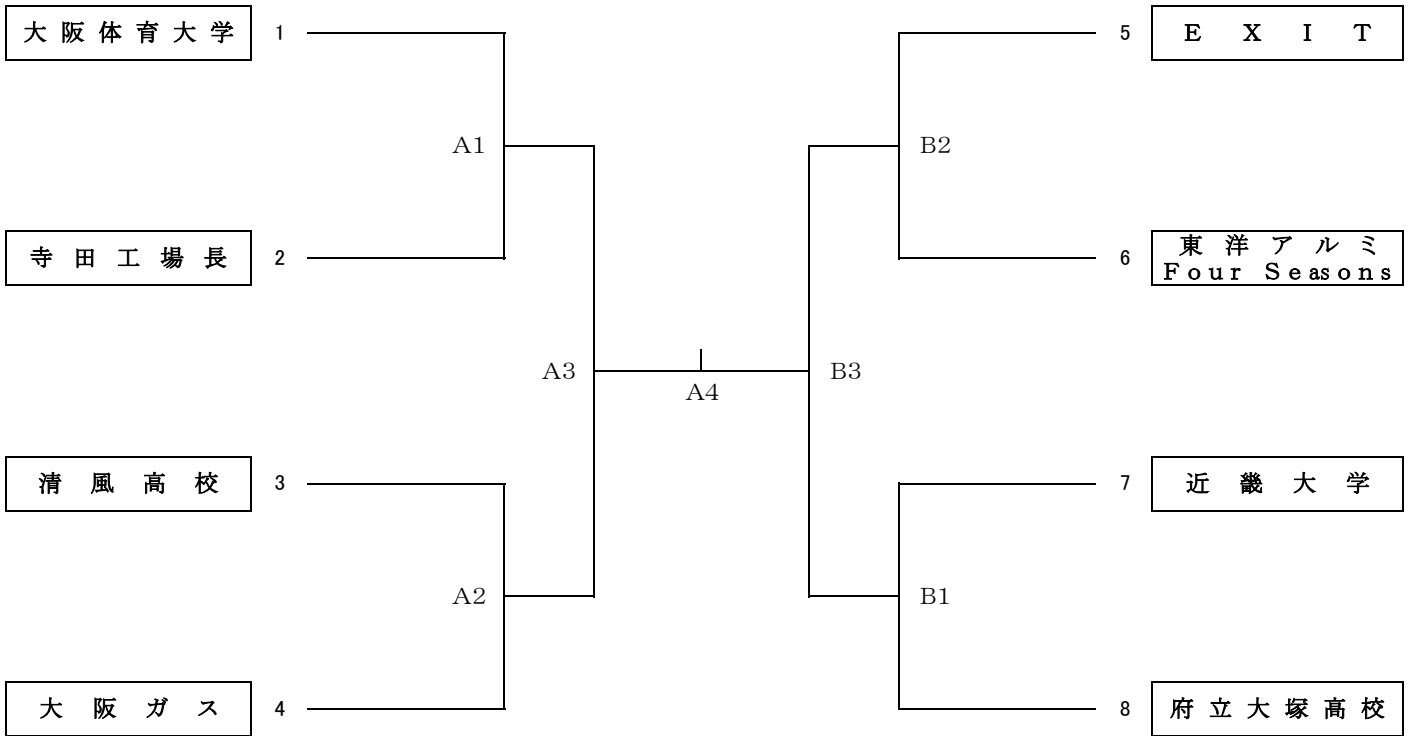 大阪体育大学 1
5 EXIT
A1
B2
寺田工場長 2
6 東洋アルミ
Four Seasons
A3
B3
A4
清風高校 3
7 近畿大学
A2
B1
大阪ガス 4
8 府立大塚高校